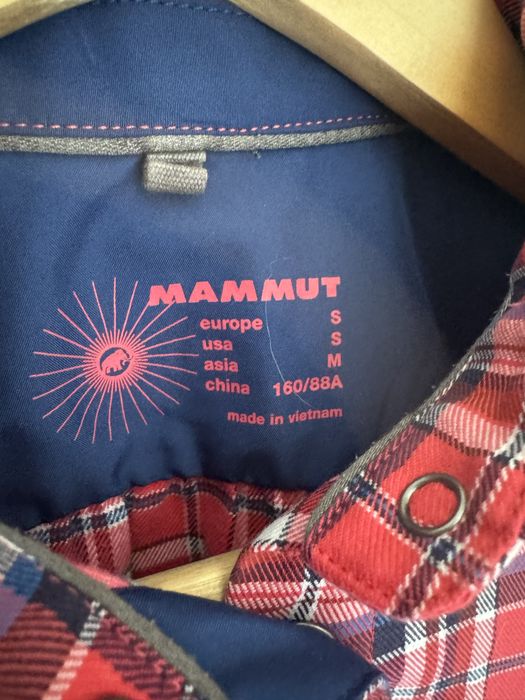 MAMMUT
europe S
usa S
asia M
china 160/88A
made in vietnam